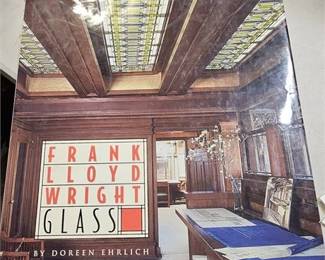 FRANK
LLOYD
WRIGHT
GLASS
BY DOREEN EHRLICH